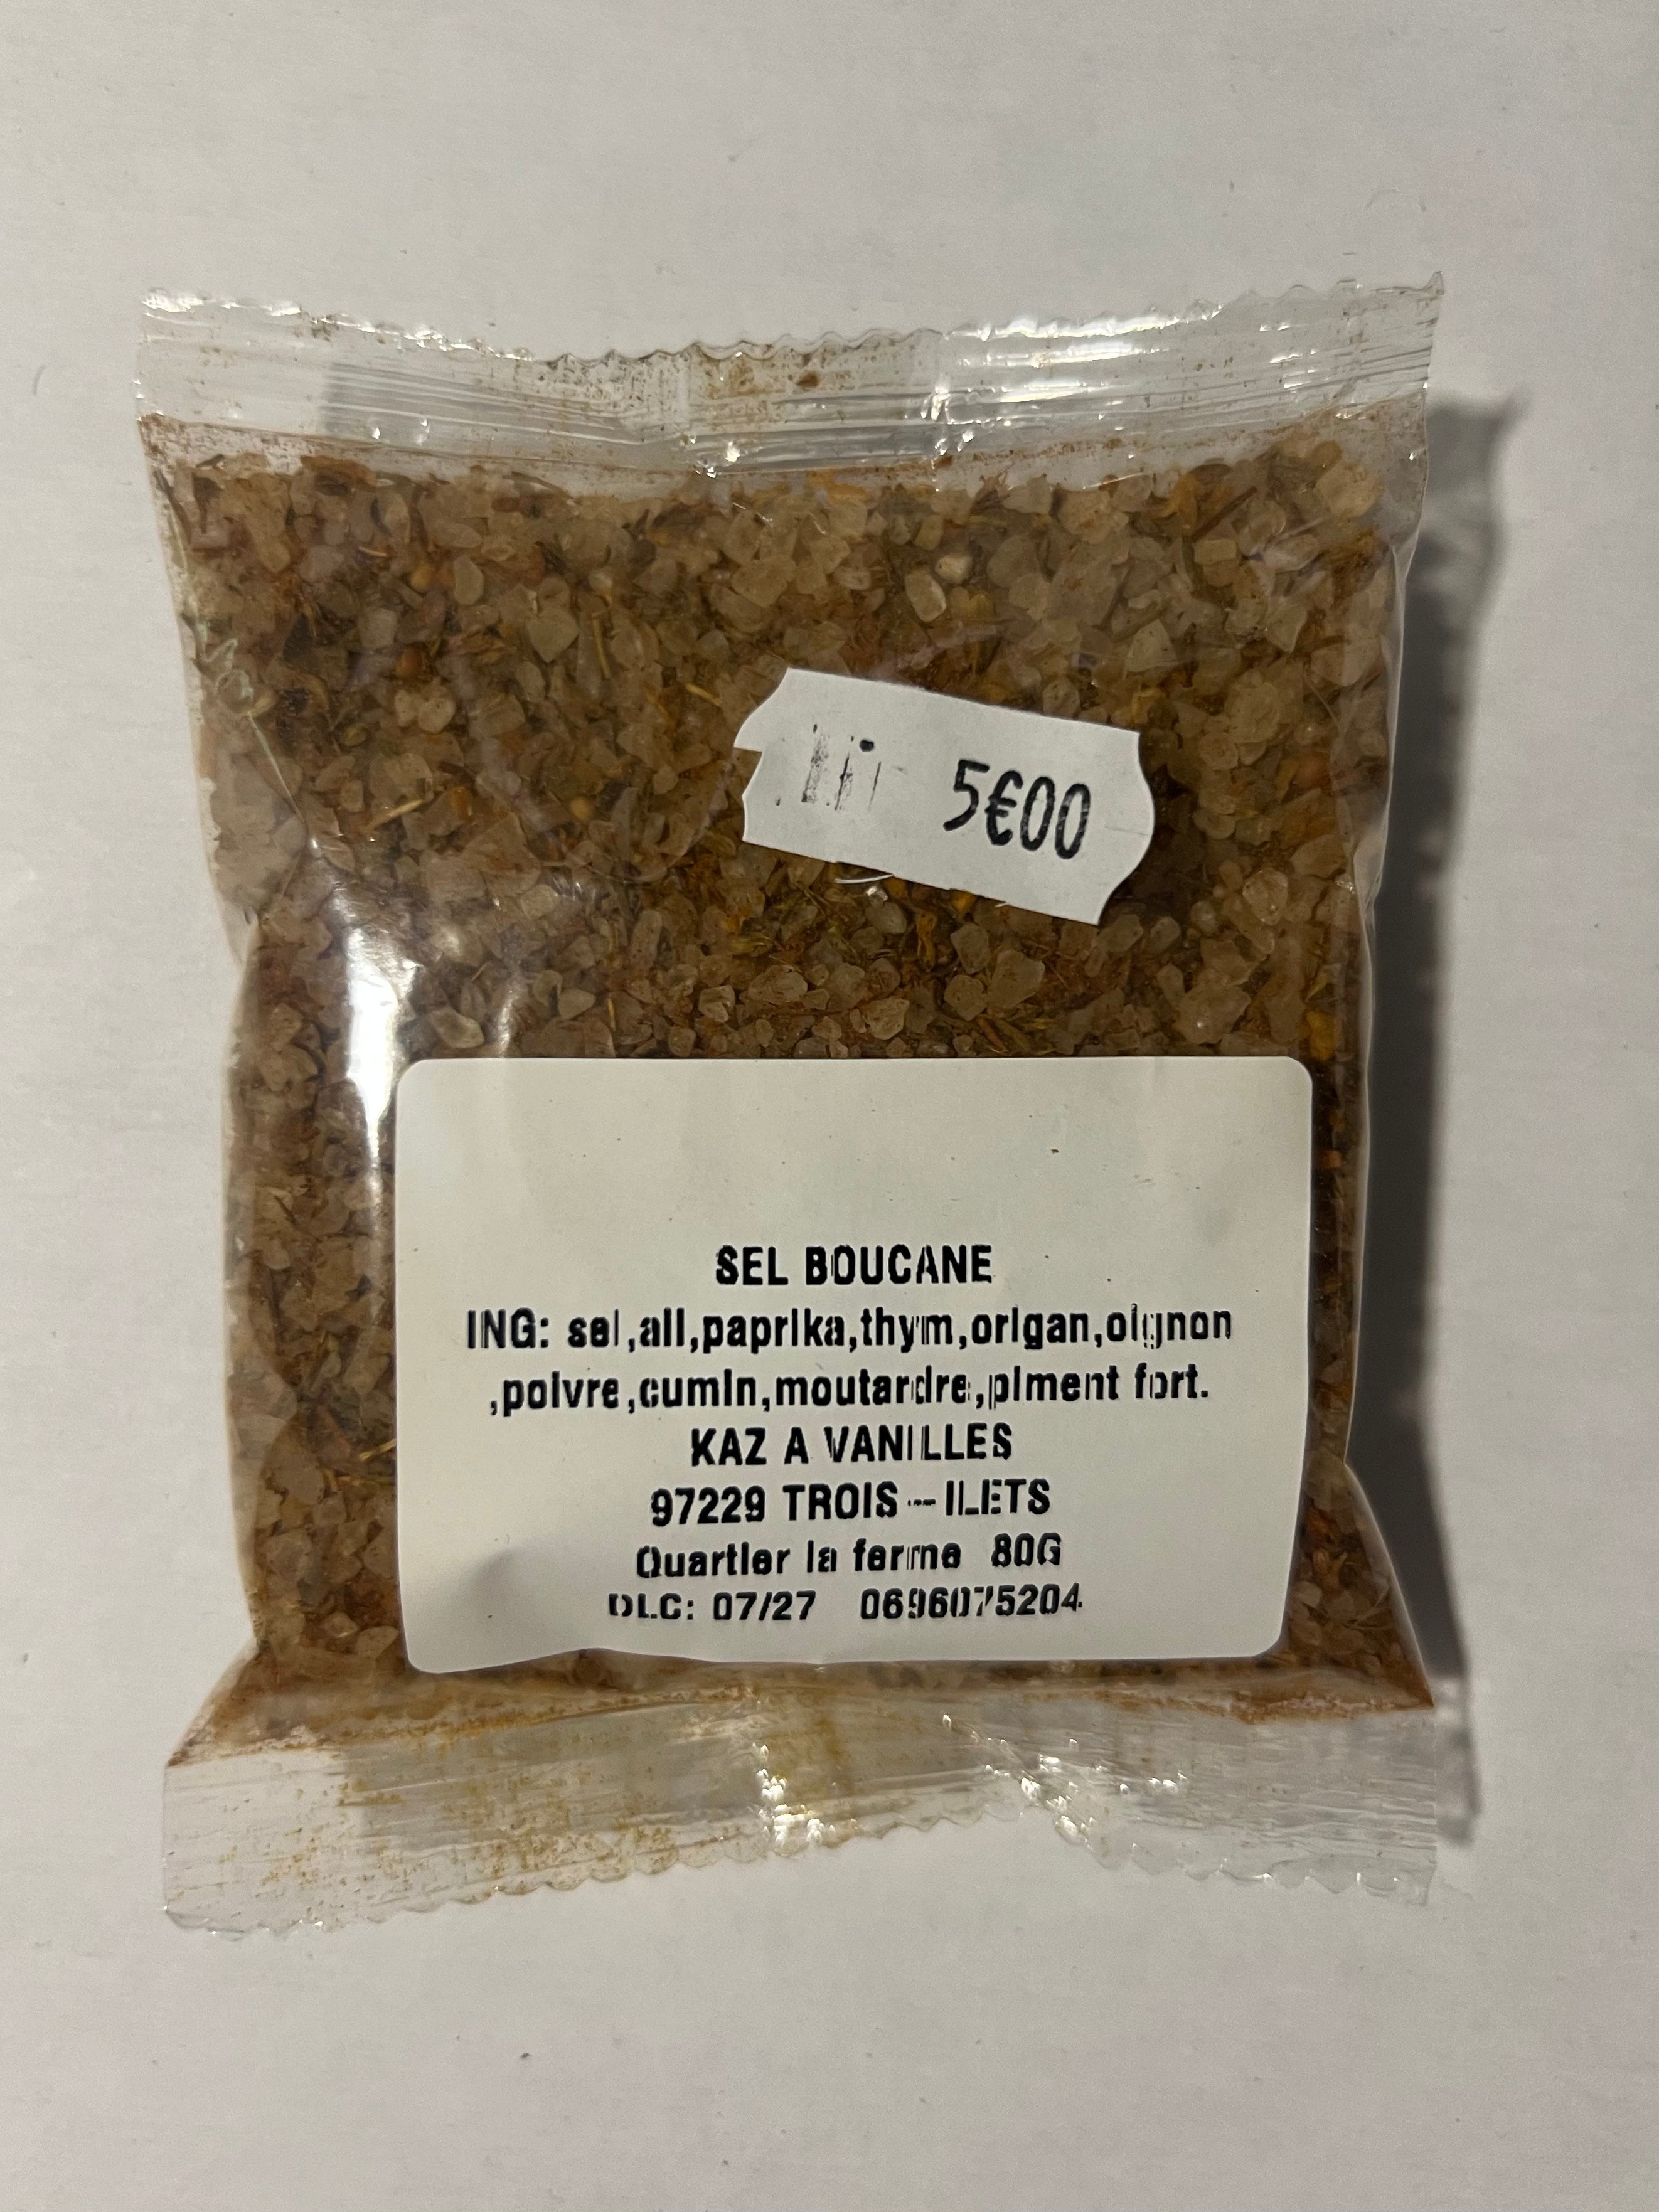 5€00
SEL BOUCANE
ING: sel,ail,paprika,thym,origan,oignon
,poivre,cumin,moutardre,piment fort.
KAZ A VANILLES
97229 TROIS-ILETS
Quartier la ferme 80G
DLC: 07/27 0696075204